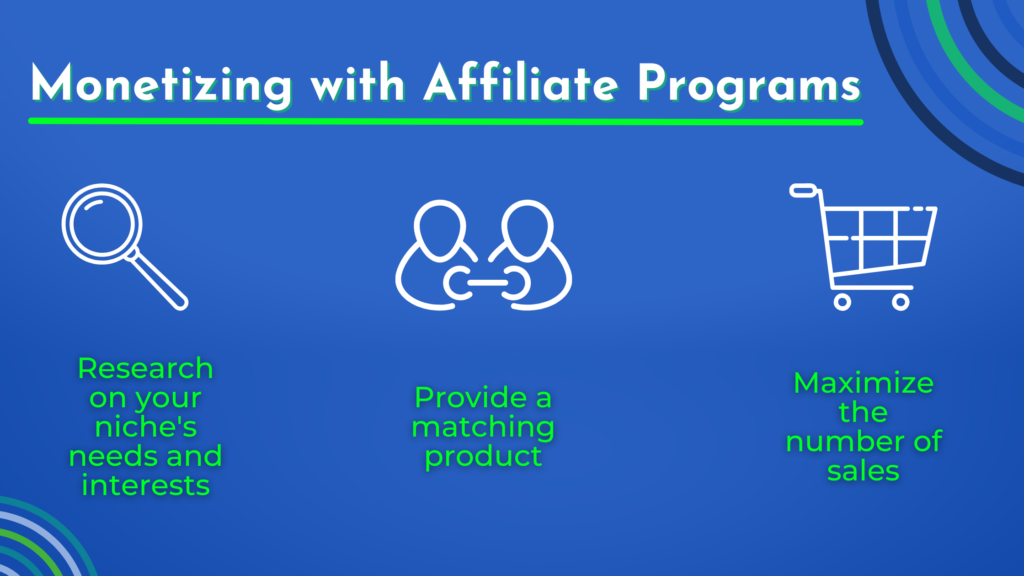 Monetizing with Affiliate Programs
Research
on your
niche's
needs and
interests
Provide a
matching
product
Maximize
the
number of
sales